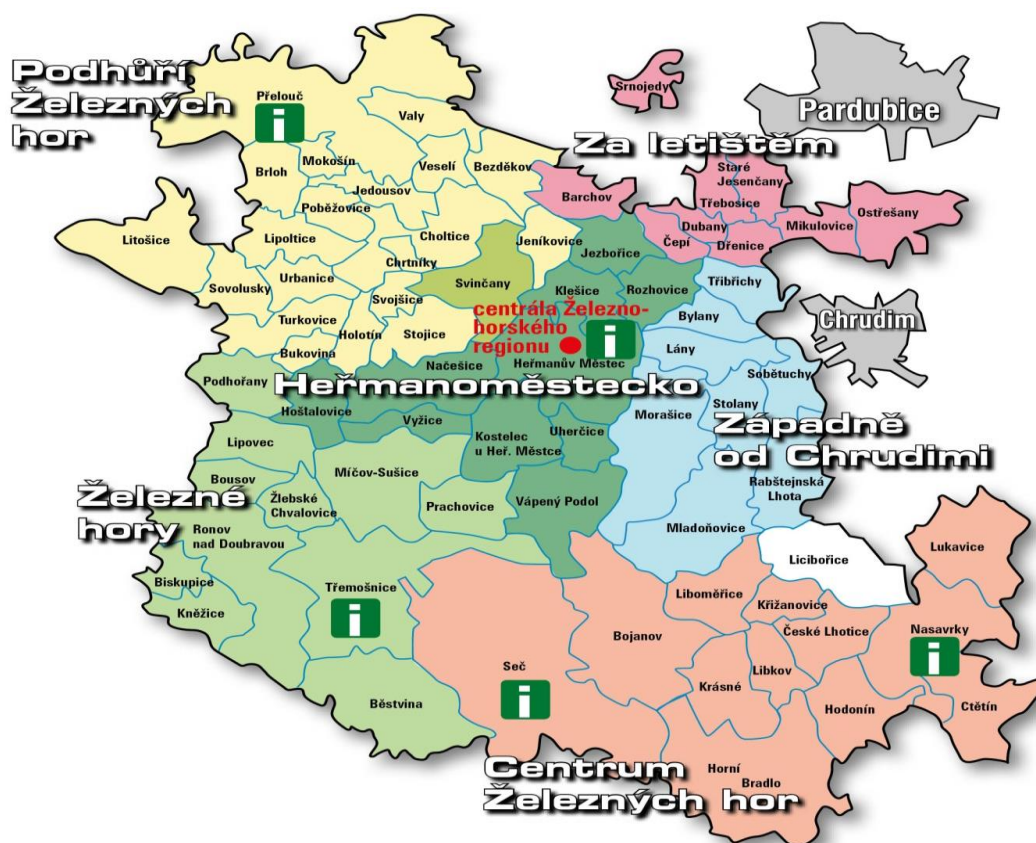 Podhůří
Železných
hor
Přelouč
i
Valy
Srnojedy
Pardubice
Za letištěm
Mokošín
Veselí
Bezděkov
Brloh
Jedousov
Barchov
Staré
Jesenčany
Třebosice
Poběžovice
Ostřešany
Litošice
Lipoltice
Choltice
Jeníkovice
Dubany
Mikulovice
Čepí
Dřenice
Jezbořice
Chrtníky
Urbanice
Sovolusky
Svinčany
Klešice
Rozhovice
Třibřichy
Svojšice
centrála Železno-
horského
regionu
i
Turkovice
Holotín
Stojice
Bylany
Chrudim
Bukovina
Načešice
Heřmanův Městec
Lány
Podhořany
Heřmanoměstecko
Sobětuchy
Hošťalovice
Vyžice
Morašice
Stolany
Západně
od Chrudimi
Lipovec
Kostelec
u Heř. Městce
Uherčice
Míčov-Sušice
Bousov
Železné
hory
Žlebské
Chvalovice
Prachovice
Vápený Podol
Rabštejnská
Lhota
Ronov
nad Doubravou
Mladoňovice
Lukavice
Licibořice
Biskupice
Třemošnice
i
Kněžice
Liboměřice
Křižanovice
Bojanov
České Lhotice
Nasavrky
i
Seč
i
Libkov
Krásné
Běstvina
Hodonín
Ctětín
Centrum
Železných hor
Horní
Bradlo